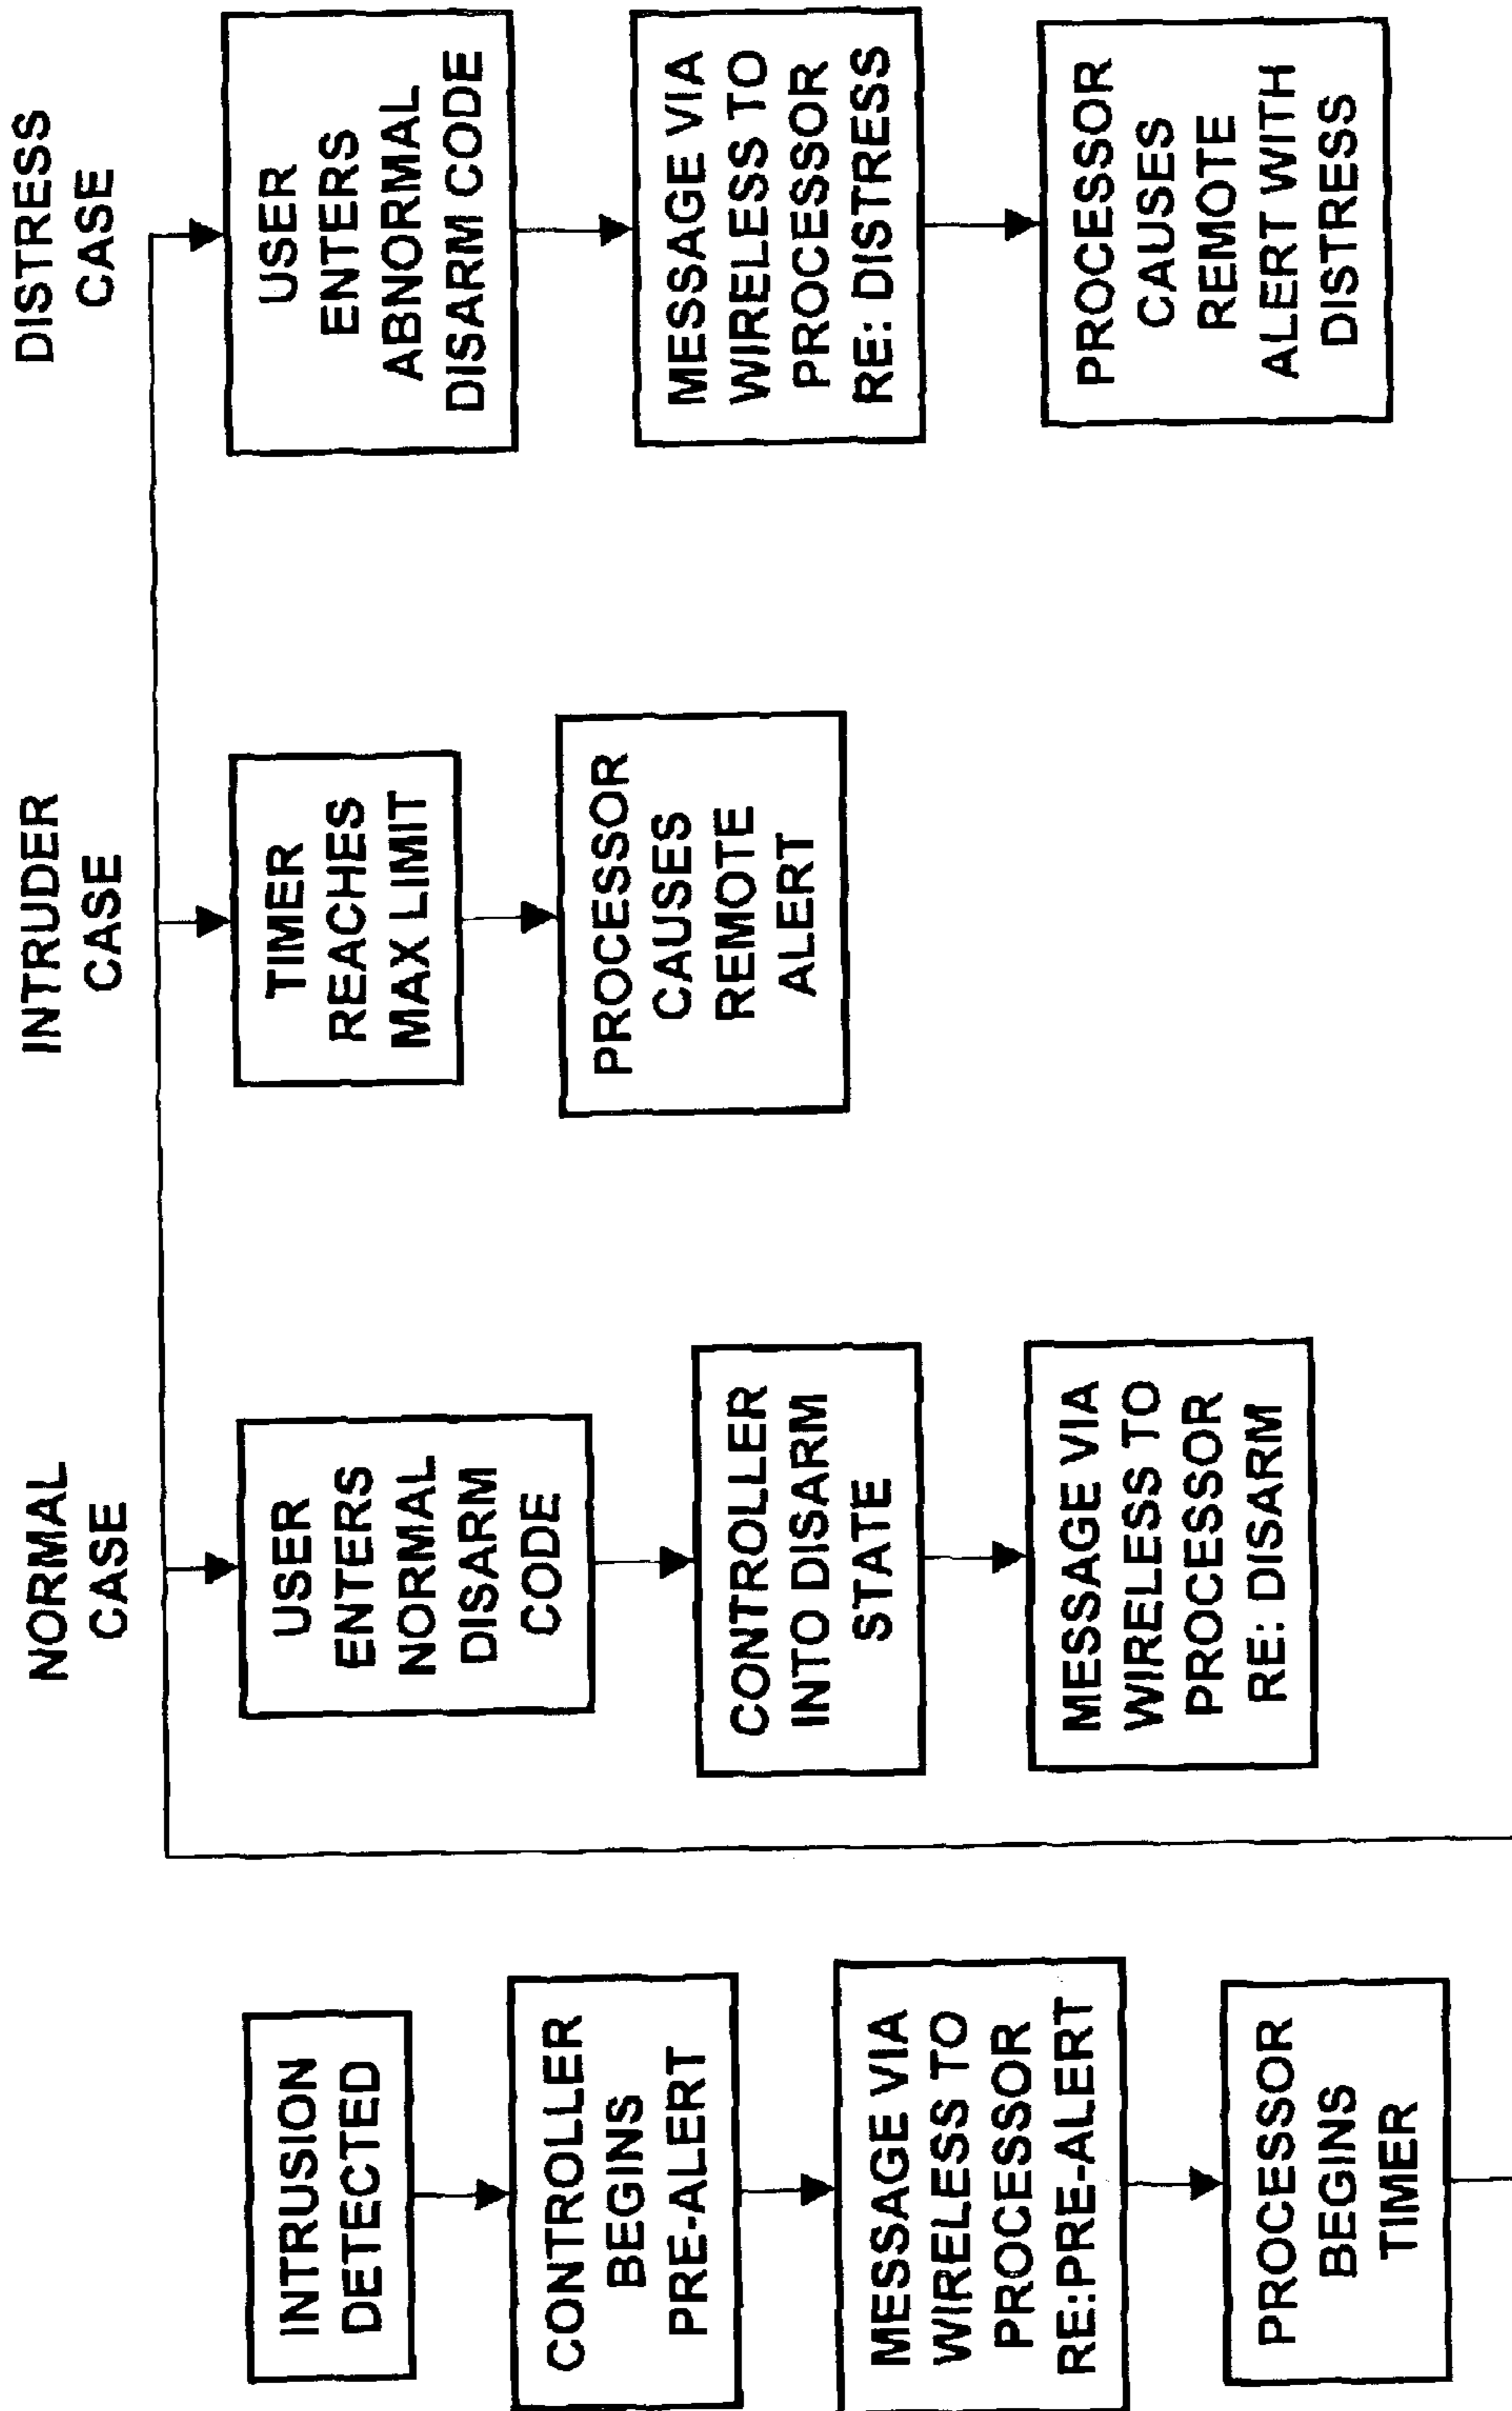 INTRUSION
DETECTED
CONTROLLER
BEGINS
PRE-ALERT
MESSAGE VIA
WIRELESS TO
PROCESSOR
RE:PRE-ALERT
PROCESSOR
BEGINS
TIMER
NORMAL
CASE
USER
ENTERS
NORMAL
DISARM
CODE
CONTROLLER
INTO DISARM
STATE
MESSAGE VIA
WIRELESS TO
PROCESSOR
RE: DISARM
INTRUDER
CASE
TIMER
REACHES
MAX LIMIT
PROCESSOR
CAUSES
REMOTE
ALERT
DISTRESS
CASE
USER
ENTERS
ABNORMAL
DISARM CODE
MESSAGE VIA
WIRELESS TO
PROCESSOR
RE: DISTRESS
PROCESSOR
CAUSES
REMOTE
ALERT WITH
DISTRESS